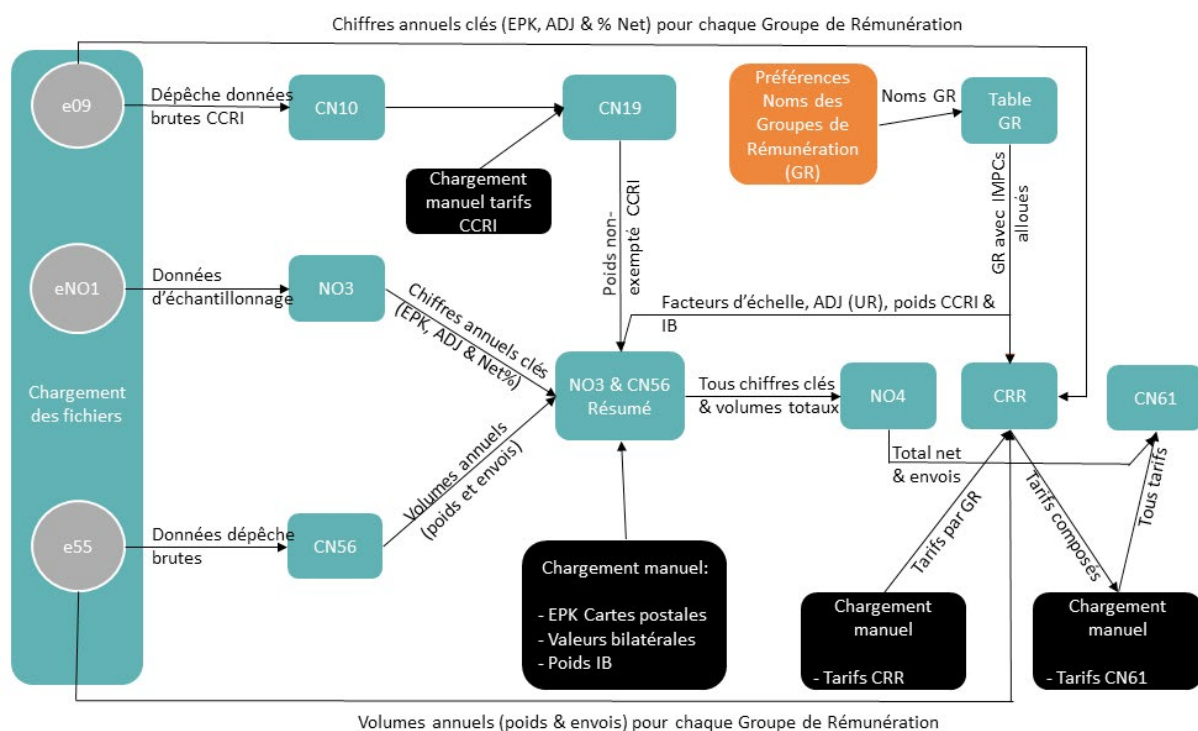 Chiffres annuels clés (EPK, ADJ & % Net) pour chaque Groupe de Rémunération
e09
Dépêche données
brutes CCRI
CN10
CN19
Préférences
Noms des
Groupes de
Rémunération
(GR)
Noms GR
Table
GR
Chargement
manuel tarifs
CCRI
Poids non-
exempté CCRI
GR avec IMPCs
alloués
eNO1
Données
d'échantillonnage
NO3
Chiffres annuels clés
(EPK, ADJ & Net%)
Facteurs d'échelle, ADJ (UR), poids CCRI &
IB
Chargement
des fichiers
NO3 & CN56
Résumé
Tous chiffres clés
& volumes totaux
NO4
CRR
CN61
Total net
& envois
Volumes annuels
(poids et envois)
Tarifs par GR
Tarifs composés
Tous tarifs
e55
Données dépêche
brutes
CN56
Chargement manuel:
- EPK Cartes postales
- Valeurs bilatérales
- Poids IB
Chargement
manuel
- Tarifs CRR
Chargement
manuel
- Tarifs CN61
Volumes annuels (poids & envois) pour chaque Groupe de Rémunération